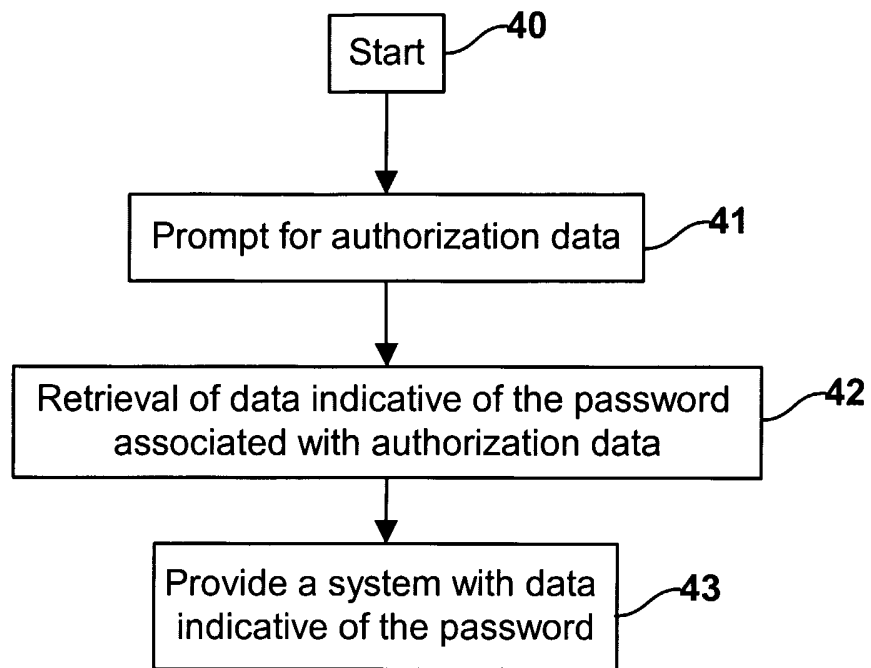 Start
40
Prompt for authorization data
41
Retrieval of data indicative of the password
associated with authorization data
42
Provide a system with data
indicative of the password
43